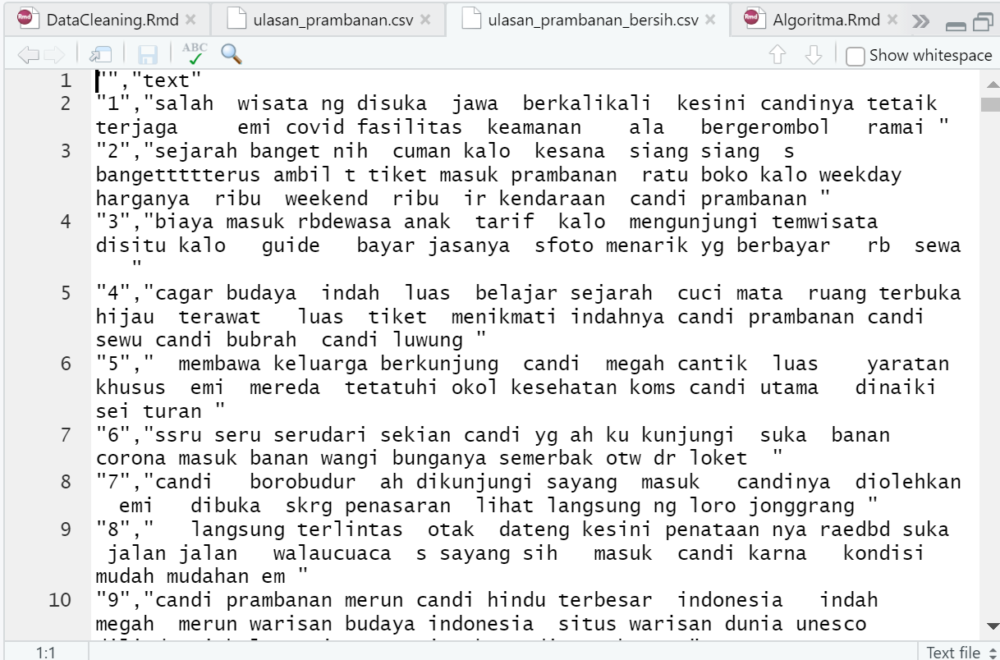 DataCleaning.Rmd ulasan_prambanan.csv ulasan_prambanan_bersih.csv Algoritma.Rmd
ABC Show whitespace
1 "","text"
2 "1","salah  wisata ng disuka  jawa  berkalikali  kesini candinya tetaik
terjaga     emi covid fasilitas  keamanan    ala   bergerombol   ramai "
3 "2","sejarah banget nih  cuman kalo  kesana  siang siang  s
bangettttterus ambil t tiket masuk prambanan  ratu boko kalo weekday
harganya  ribu  weekend  ribu  ir kendaraan  candi prambanan "
4 "3","biaya masuk rbdewasa anak  tarif  kalo  mengunjungi temwisata
disitu kalo   guide   bayar jasanya  sfoto menarik yg berbayar   rb  sewa
"
5 "4","cagar budaya  indah  luas  belajar sejarah  cuci mata  ruang terbuka
hijau  terawat   luas  tiket  menikmati indahnya candi prambanan candi
sewu candi bubrah  candi luwung "
6 "5","  membawa keluarga berkunjung  candi  megah cantik  luas    yaratan
khusus  emi  mereda  tetatuhi okol kesehatan koms candi utama   dinaiki
sei turan "
7 "6","ssru seru serudari sekian candi yg ah ku kunjungi  suka  banan
corona masuk banan wangi bunganya semerbak otw dr loket  "
8 "7","candi   borobudur  ah dikunjungi sayang  masuk   candinya  diolehkan
emi   dibuka  skrg penasaran  lihat langsung ng loro jonggrang "
9 "8","   langsung terlintas  otak  dateng kesini penataan nya raedbd suka
jalan jalan   walaucuaca  s sayang sih   masuk  candi karna   kondisi
mudah mudahan em "
10 "9","candi prambanan merun candi hindu terbesar  indonesia   indah
megah  merun warisan budaya indonesia  situs warisan dunia unesco
1:1 Text file